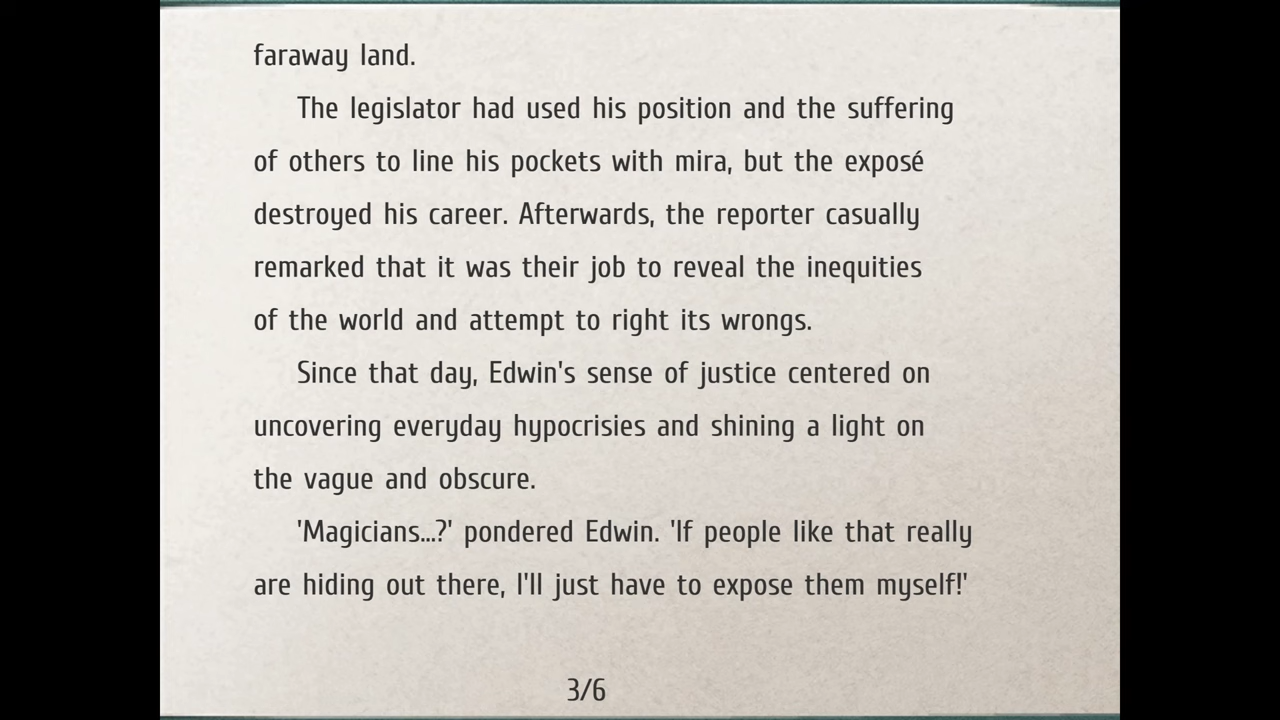 faraway land.
The legislator had used his position and the suffering
of others to line his pockets with mira, but the exposé
destroyed his career. Afterwards, the reporter casually
remarked that it was their job to reveal the inequities
of the world and attempt to right its wrongs.
Since that day, Edwin's sense of justice centered on
uncovering everyday hypocrisies and shining a light on
the vague and obscure.
'Magicians...?' pondered Edwin. 'If people like that really
are hiding out there, I'll just have to expose them myself!'
3/6